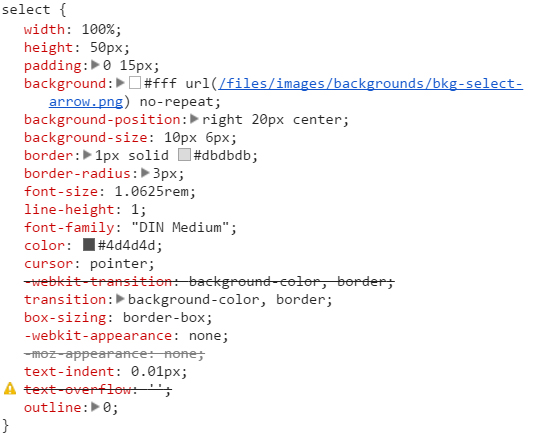 select {
width: 100%;
height: 50px;
padding:▶0 15px;
background:▶#fff url(/files/images/backgrounds/bkg-select-
arrow.png) no-repeat;
background-position:▶right 20px center;
background-size: 10px 6px;
border:▶1px solid #dbdbdb;
border-radius:▶3px;
font-size: 1.0625rem;
line-height: 1;
font-family: "DIN Medium";
color: #4d4d4d;
cursor: pointer;
-webkit-transition: background-color, border;
transition:▶background-color, border;
box-sizing: border-box;
-webkit-appearance: none;
-moz-appearance: none;
text-indent: 0.01px;
text-overflow: '';
outline:▶0;
}